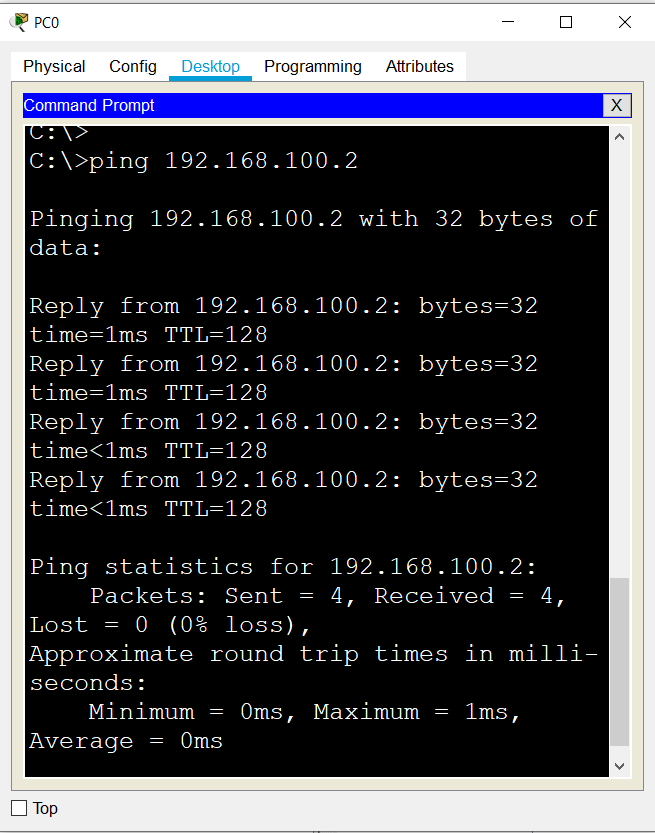 PC0
Physical Config Desktop Programming Attributes
Command Prompt X
C:\>
C:\>ping 192.168.100.2
Pinging 192.168.100.2 with 32 bytes of
data:
Reply from 192.168.100.2: bytes=32
time=1ms TTL=128
Reply from 192.168.100.2: bytes=32
time=1ms TTL=128
Reply from 192.168.100.2: bytes=32
time<1ms TTL=128
Reply from 192.168.100.2: bytes=32
time<1ms TTL=128
Ping statistics for 192.168.100.2:
Packets: Sent = 4, Received = 4,
Lost = 0 (0% loss),
Approximate round trip times in milli-
seconds:
Minimum = 0ms, Maximum = 1ms,
Average = 0ms
Top